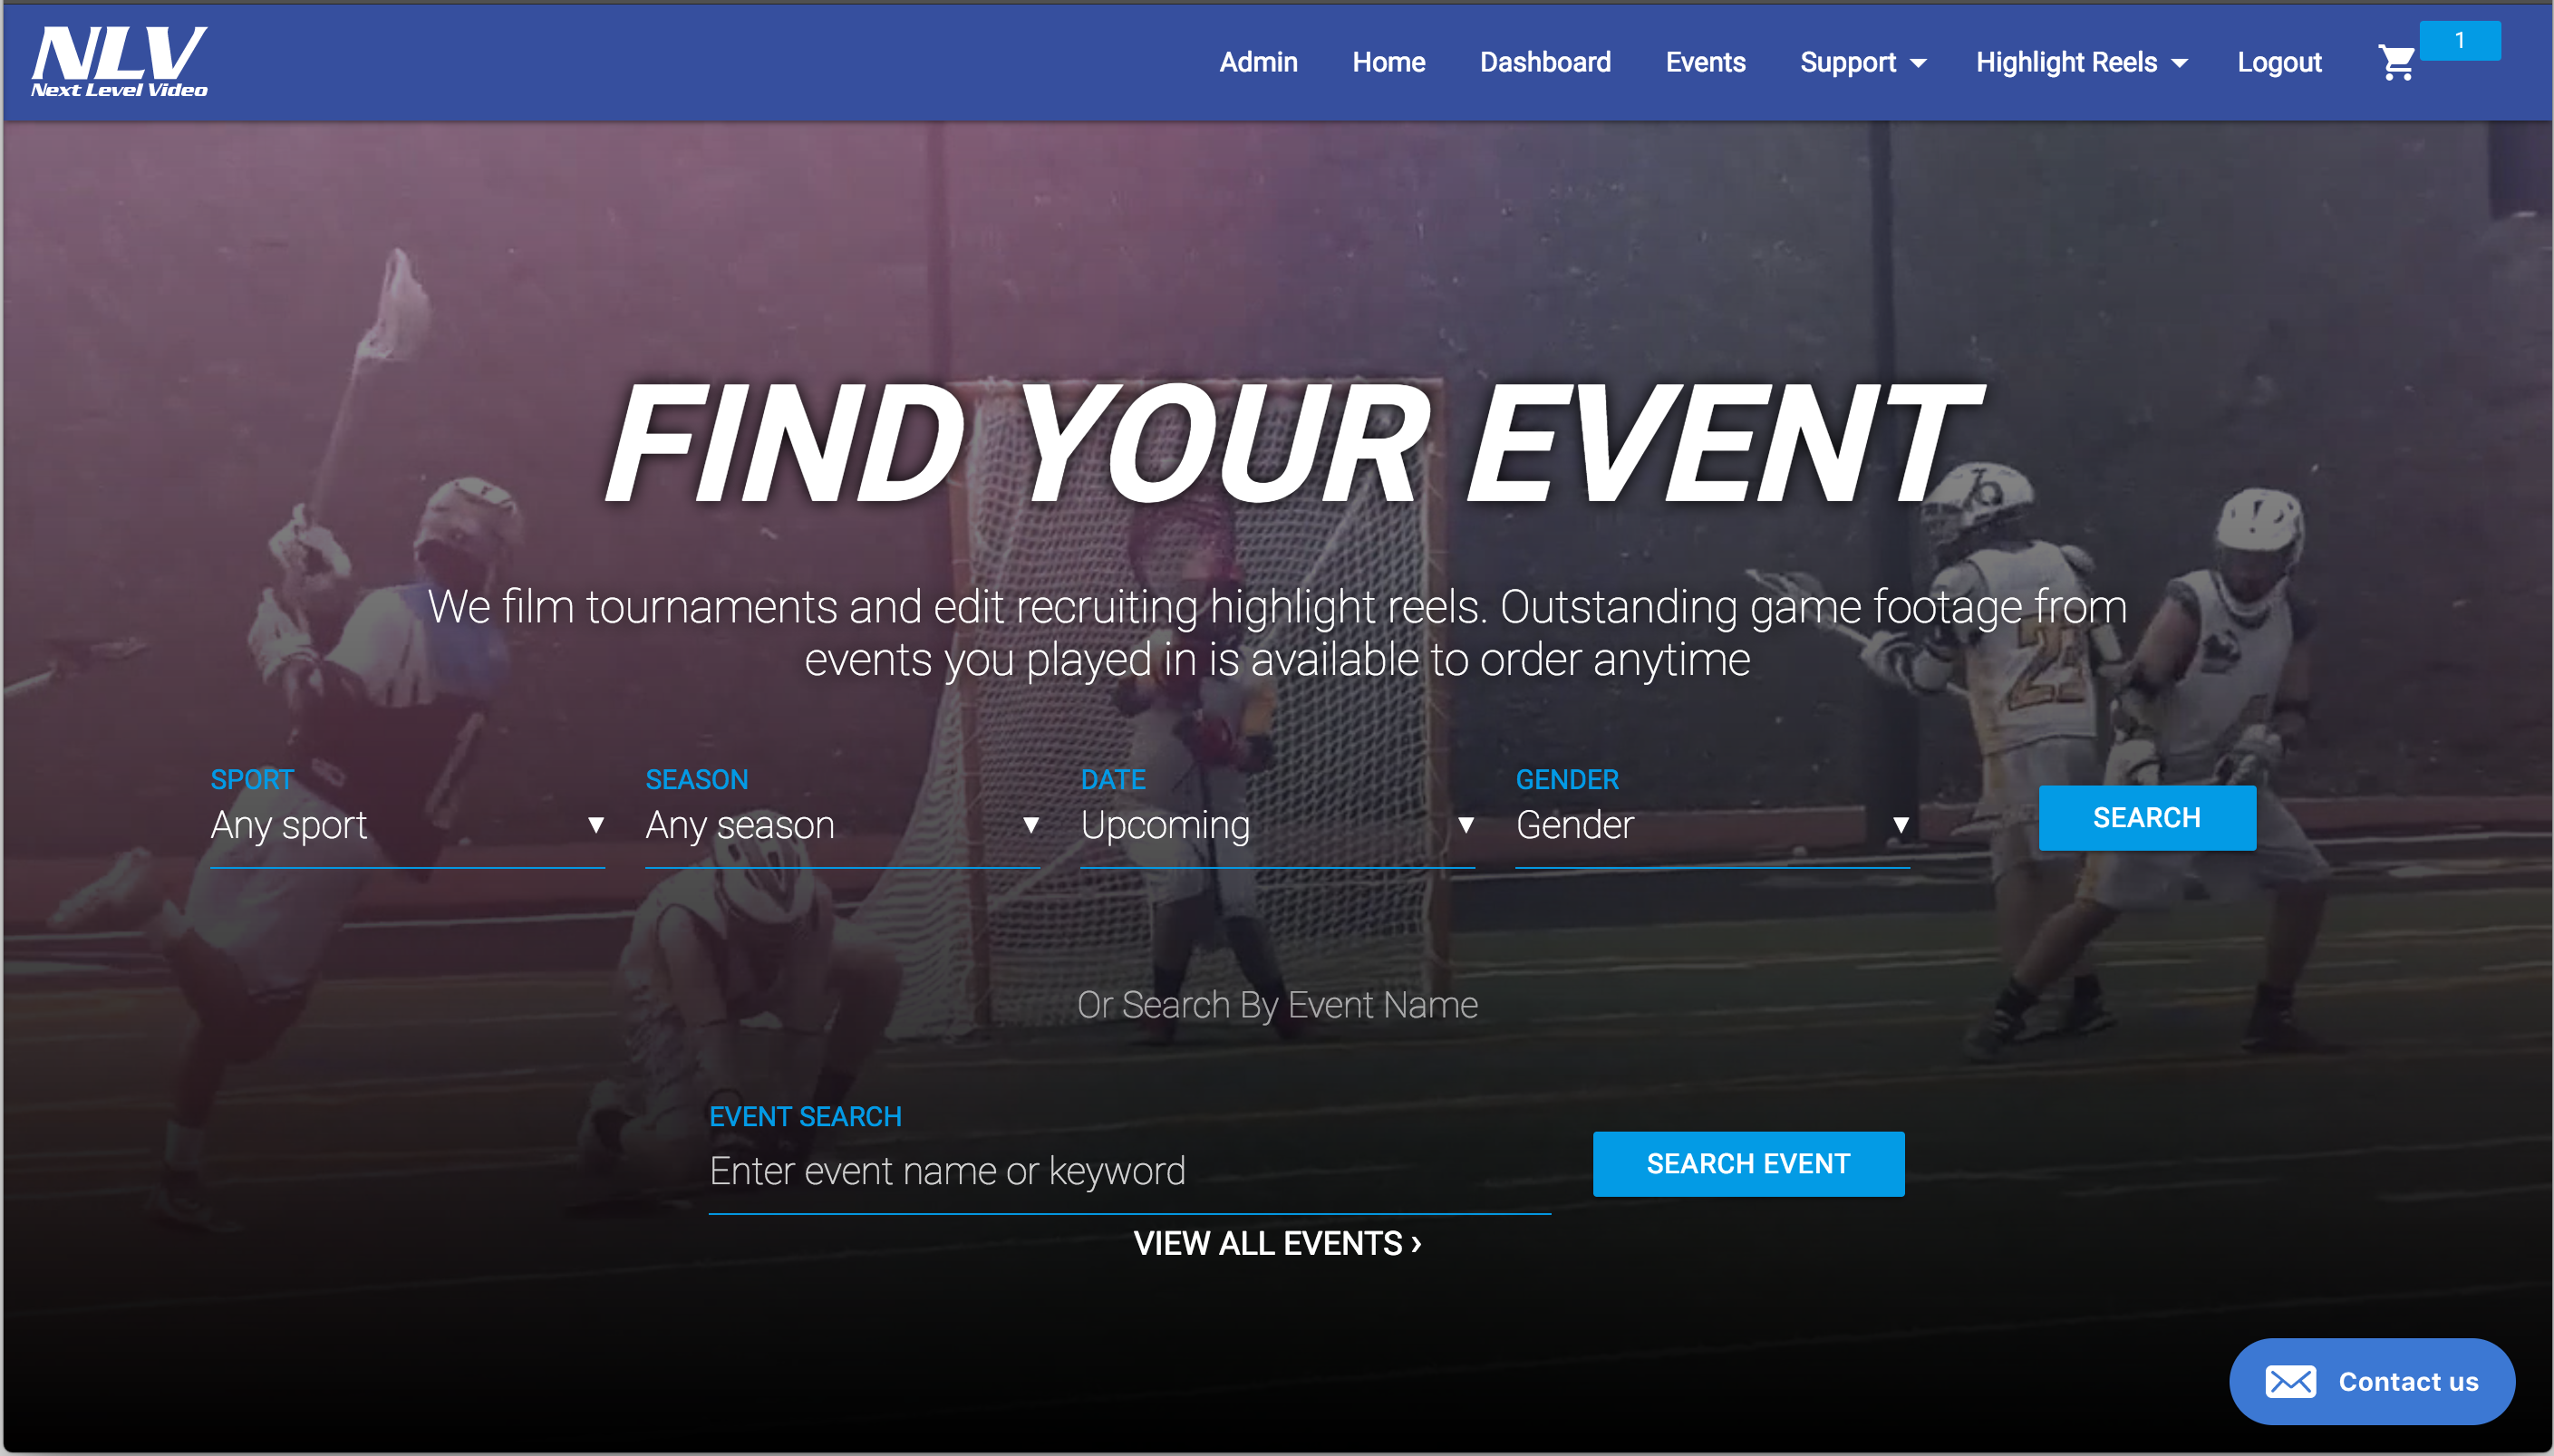 NLV
Next Level Video
Admin
Home
Dashboard
Events
Support
Highlight Reels
Logout
1
FIND YOUR EVENT
We film tournaments and edit recruiting highlight reels. Outstanding game footage from
events you played in is available to order anytime
SPORT
Any sport
SEASON
Any season
DATE
Upcoming
GENDER
Gender
SEARCH
Or Search By Event Name
EVENT SEARCH
Enter event name or keyword
SEARCH EVENT
VIEW ALL EVENTS ›
Contact us